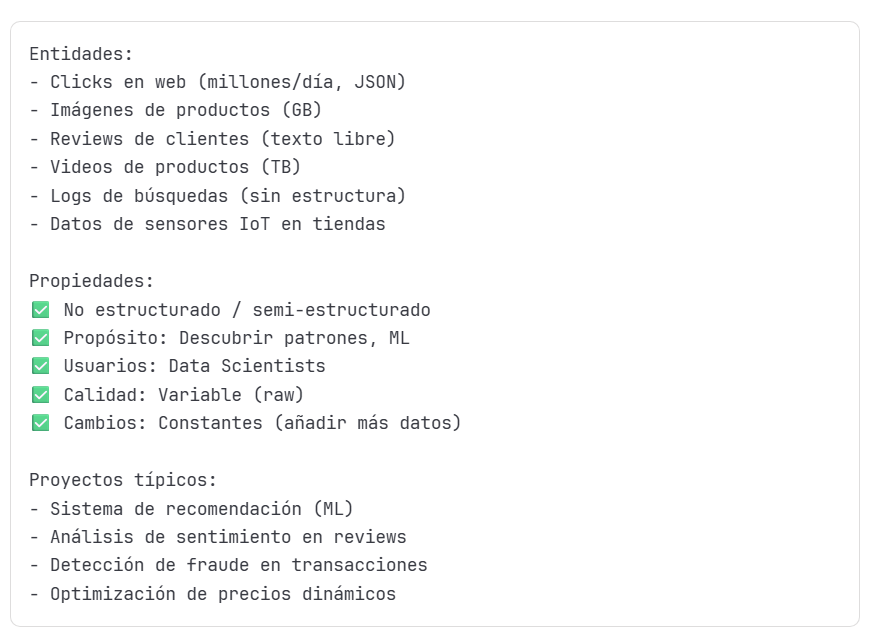 Entidades:
- Clicks en web (millones/día, JSON)
- Imágenes de productos (GB)
- Reviews de clientes (texto libre)
- Videos de productos (TB)
- Logs de búsquedas (sin estructura)
- Datos de sensores IoT en tiendas
Propiedades:
✅ No estructurado / semi-estructurado
✅ Propósito: Descubrir patrones, ML
✅ Usuarios: Data Scientists
✅ Calidad: Variable (raw)
✅ Cambios: Constantes (añadir más datos)
Proyectos típicos:
- Sistema de recomendación (ML)
- Análisis de sentimiento en reviews
- Detección de fraude en transacciones
- Optimización de precios dinámicos